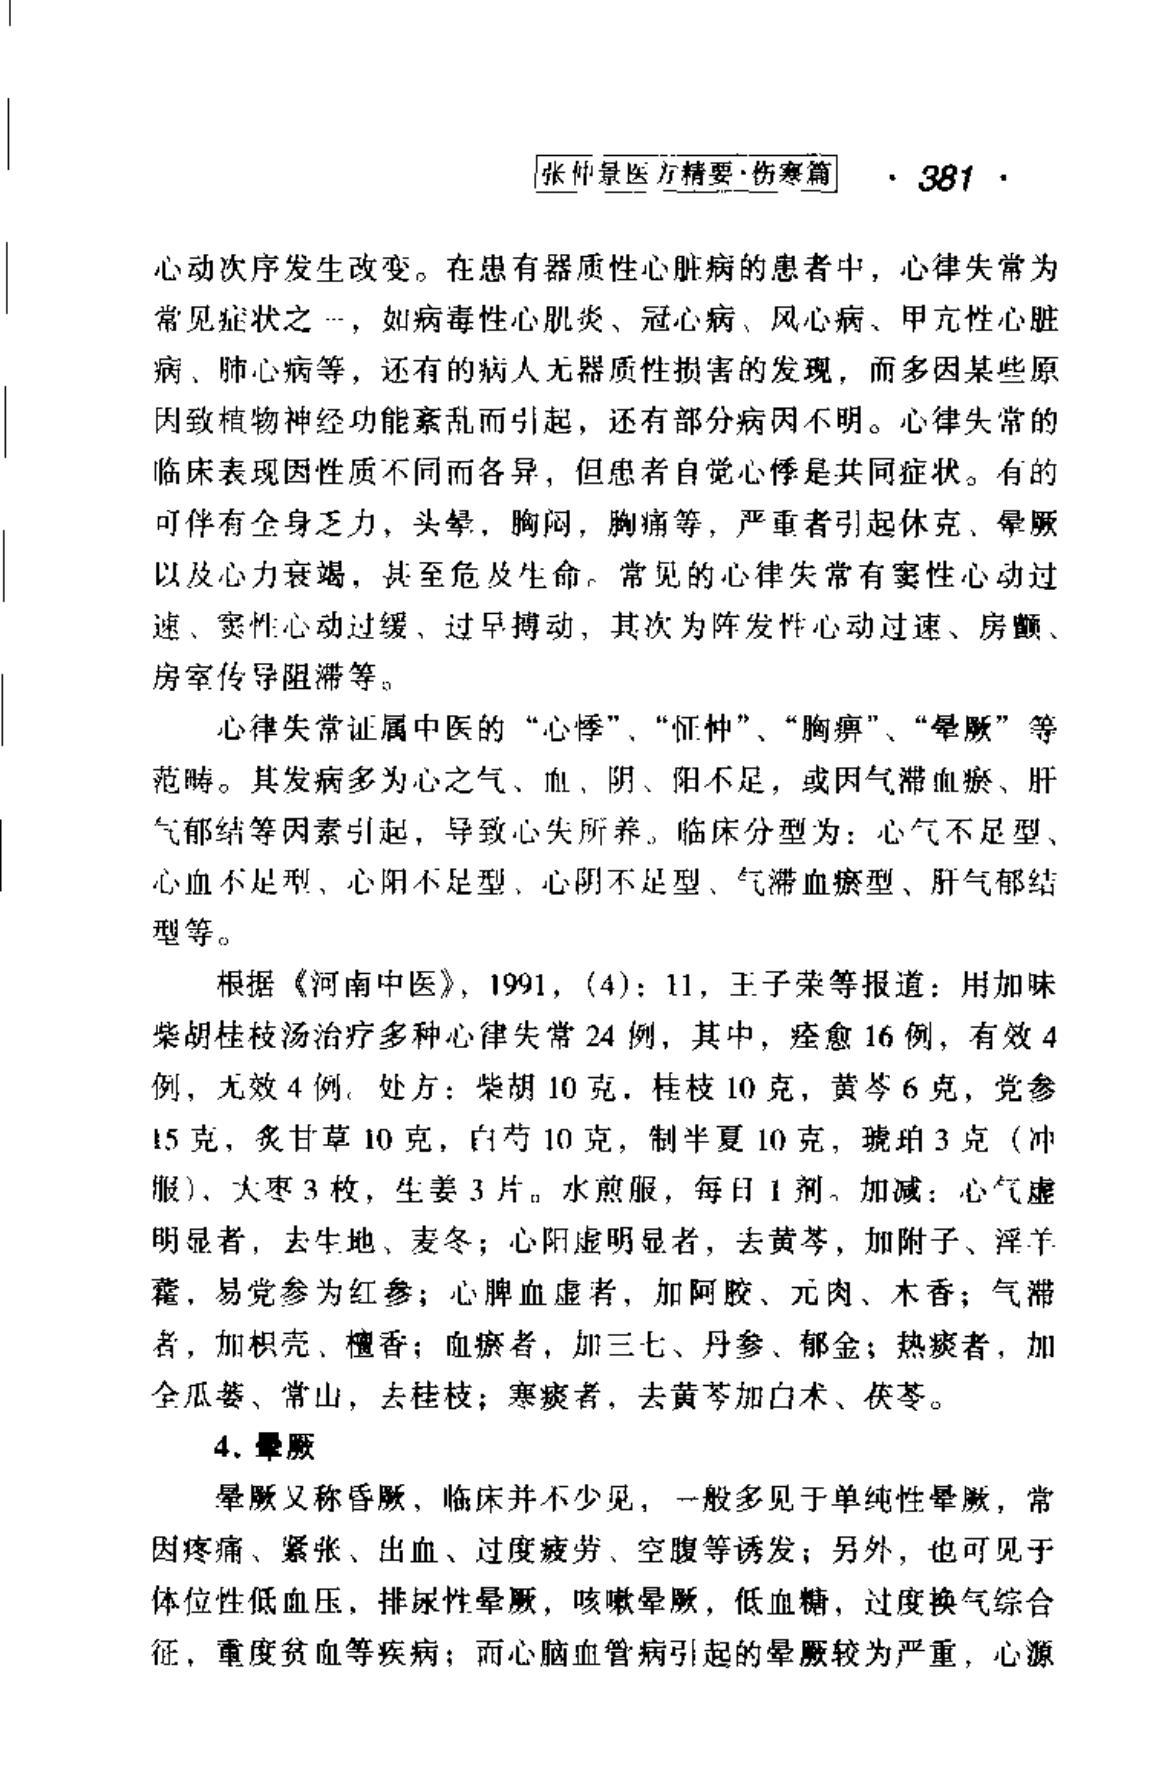 张仲景医方精要·伤寒篇 · 381 ·
心动次序发生改变。在患有器质性心脏病的患者中，心律失常为
常见症状之一，如病毒性心肌炎、冠心病、风心病、甲亢性心脏
病、肺心病等，还有的病人无器质性损害的发现，而多因某些原
因致植物神经功能紊乱而引起，还有部分病因不明。心律失常的
临床表现因性质不同而各异，但患者自觉心悸是共同症状。有的
可伴有全身乏力，头晕，胸闷，胸痛等，严重者引起休克、晕厥
以及心力衰竭，甚至危及生命。常见的心律失常有窦性心动过
速、窦性心动过缓、过早搏动，其次为阵发性心动过速、房颤、
房室传导阻滞等。
心律失常证属中医的“心悸”、“怔忡”、“胸痹”、“晕厥”等
范畴。其发病多为心之气、血、阴、阳不足，或因气滞血瘀、肝
气郁结等因素引起，导致心失所养。临床分型为：心气不足型、
心血不足型、心阳不足型、心阴不足型、气滞血瘀型、肝气郁结
型等。
根据《河南中医》，1991，（4）：11，王子荣等报道：用加味
柴胡桂枝汤治疗多种心律失常 24 例，其中，痊愈 16 例，有效 4
例，无效 4 例。处方：柴胡 10 克，桂枝 10 克，黄芩 6 克，党参
15 克，炙甘草 10 克，白芍 10 克，制半夏 10 克，琥珀 3 克（冲
服）、大枣 3 枚，生姜 3 片。水煎服，每日 1 剂。加减：心气虚
明显者，去生地、麦冬；心阳虚明显者，去黄芩，加附子、淫羊
藿，易党参为红参；心脾血虚者，加阿胶、元肉、木香；气滞
者，加枳壳、檀香；血瘀者，加三七、丹参、郁金；热痰者，加
全瓜蒌、常山，去桂枝；寒痰者，去黄芩加白术、茯苓。
4. 晕厥
晕厥又称昏厥，临床并不少见，一般多见于单纯性晕厥，常
因疼痛、紧张、出血、过度疲劳、空腹等诱发；另外，也可见于
体位性低血压，排尿性晕厥，咳嗽晕厥，低血糖，过度换气综合
征，重度贫血等疾病；而心脑血管病引起的晕厥较为严重，心源